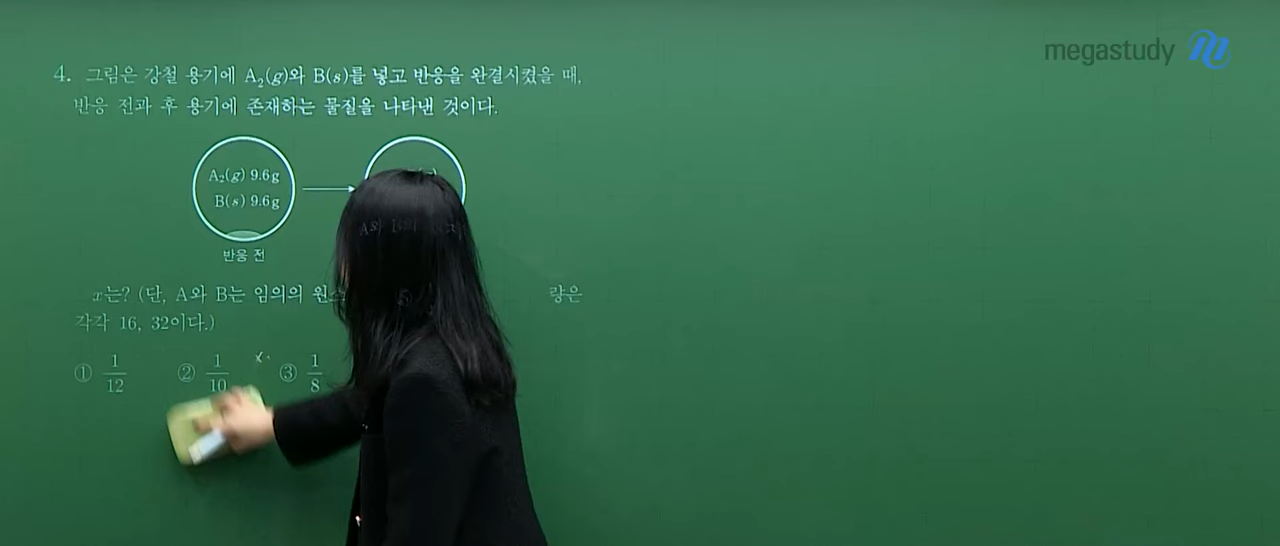 megastudy
4. 그림은 강철 용기에 A₂(g)와 B(s)를 넣고 반응을 완결시켰을 때,
반응 전과 후 용기에 존재하는 물질을 나타낸 것이다.
A₂(g) 9.6g
B(s) 9.6g
반응 전
x는? (단, A와 B는 임의의 량은
각각 16, 32이다.)
① 1/12 ② 1/10 ③ 1/8